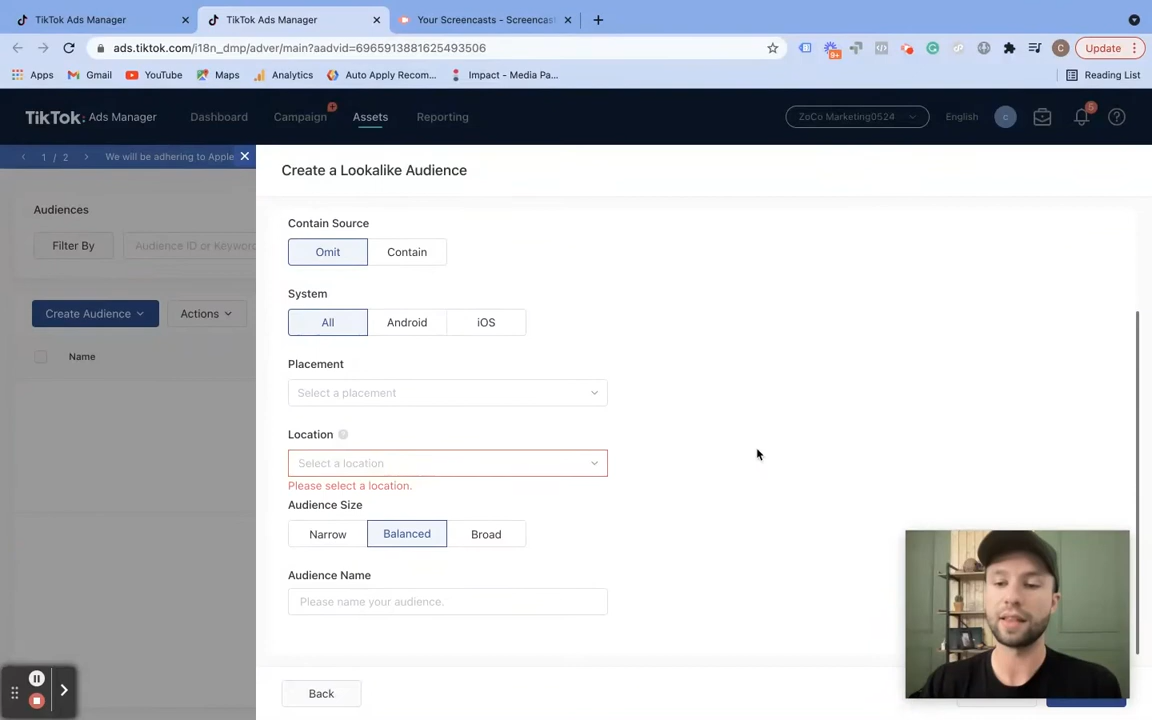 TikTok Ads Manager
TikTok Ads Manager
Your Screencasts - Screencast
ads.tiktok.com/i18n_dmp/adver/main?aadvid=6965913881625493506
9+
C
Update
Apps
Gmail
YouTube
Maps
Analytics
Auto Apply Recom...
Impact - Media Pa...
Reading List
TikTok: Ads Manager
Dashboard
Campaign
Assets
Reporting
ZoCo Marketing0524
English
c
5
1 / 2
We will be adhering to Apple
Create a Lookalike Audience
Audiences
Filter By
Audience ID or Keyword
Create Audience
Actions
Name
Contain Source
Omit
Contain
System
All
Android
iOS
Placement
Select a placement
Location
Select a location
Please select a location.
Audience Size
Narrow
Balanced
Broad
Audience Name
Please name your audience.
Back